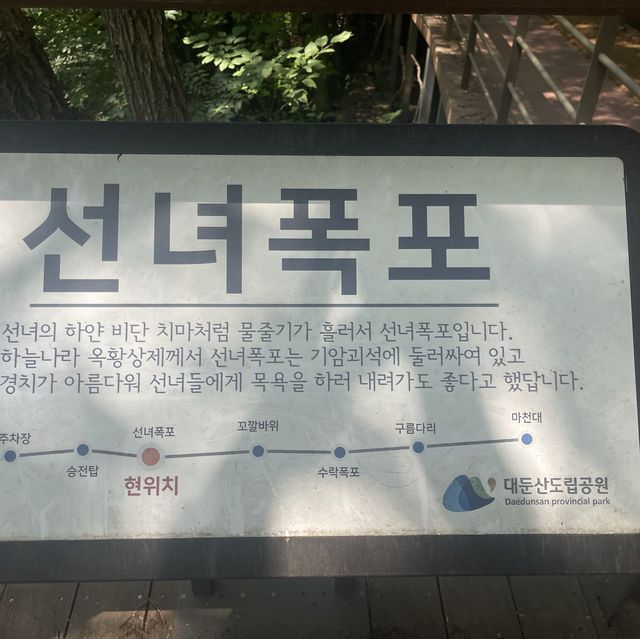 선녀폭포
선녀의 하얀 비단 치마처럼 물줄기가 흘러서 선녀폭포입니다.
하늘나라 옥황상제께서 선녀폭포는 기암괴석에 둘러싸여 있고
경치가 아름다워 선녀들에게 목욕을 하러 내려가도 좋다고 했답니다.
주차장
승전탑
선녀폭포
현위치
꼬깔바위
수락폭포
구름다리
마천대
대둔산도립공원
Daedunsan provincial park